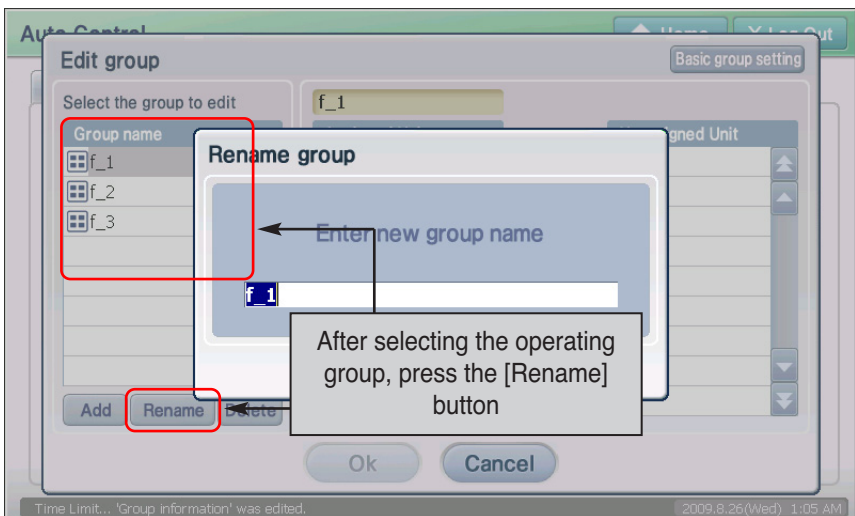 Auto Control
Home
X Log Out
Edit group
Basic group setting
Select the group to edit
f_1
Group name
f_1
f_2
f_3
Rename group
Enter new group name
f_1
After selecting the operating
group, press the [Rename]
button
Add
Rename
Delete
Ok
Cancel
Time Limit... 'Group information' was edited.
2009.8.26(Wed) 1:05 AM